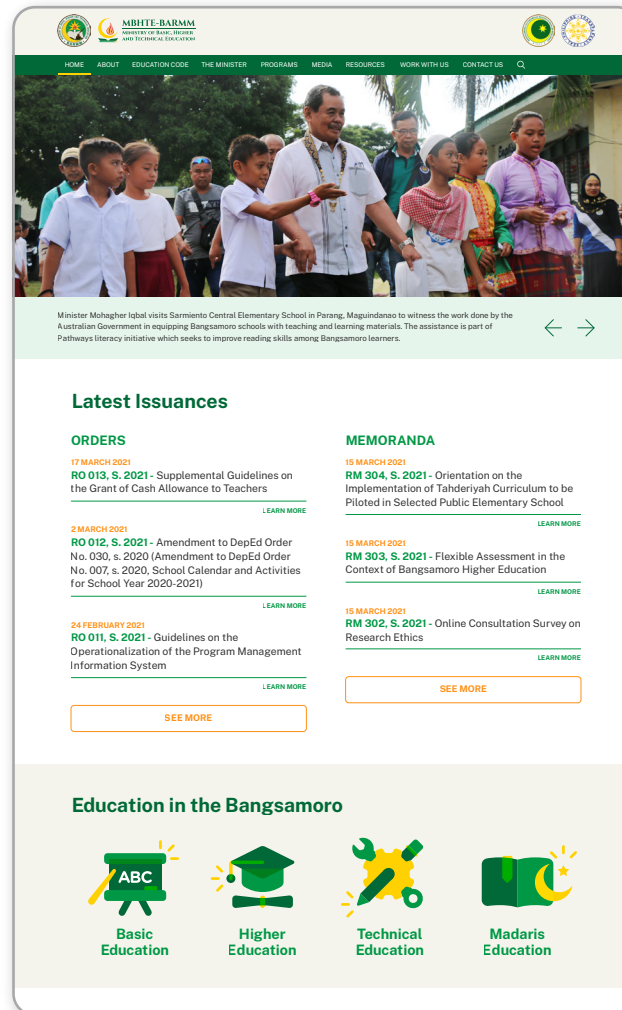 MBHTE-BARMM
MINISTRY OF BASIC, HIGHER
AND TECHNICAL EDUCATION
HOME ABOUT EDUCATION CODE THE MINISTER PROGRAMS MEDIA RESOURCES WORK WITH US CONTACT US
Minister Mohagher Iqbal visits Sarmiento Central Elementary School in Parang, Maguindanao to witness the work done by the
Australian Government in equipping Bangsamoro schools with teaching and learning materials. The assistance is part of
Pathways literacy initiative which seeks to improve reading skills among Bangsamoro learners.
Latest Issuances
ORDERS
17 MARCH 2021
RO 013, S. 2021 - Supplemental Guidelines on
the Grant of Cash Allowance to Teachers
LEARN MORE
2 MARCH 2021
RO 012, S. 2021 - Amendment to DepEd Order
No. 030, s. 2020 (Amendment to DepEd Order
No. 007, s. 2020, School Calendar and Activities
for School Year 2020-2021)
LEARN MORE
24 FEBRUARY 2021
RO 011, S. 2021 - Guidelines on the
Operationalization of the Program Management
Information System
LEARN MORE
SEE MORE
MEMORANDA
15 MARCH 2021
RM 304, S. 2021 - Orientation on the
Implementation of Tahderiyah Curriculum to be
Piloted in Selected Public Elementary School
LEARN MORE
15 MARCH 2021
RM 303, S. 2021 - Flexible Assessment in the
Context of Bangsamoro Higher Education
LEARN MORE
15 MARCH 2021
RM 302, S. 2021 - Online Consultation Survey on
Research Ethics
LEARN MORE
SEE MORE
Education in the Bangsamoro
ABC
Basic
Education
Higher
Education
Technical
Education
Madaris
Education